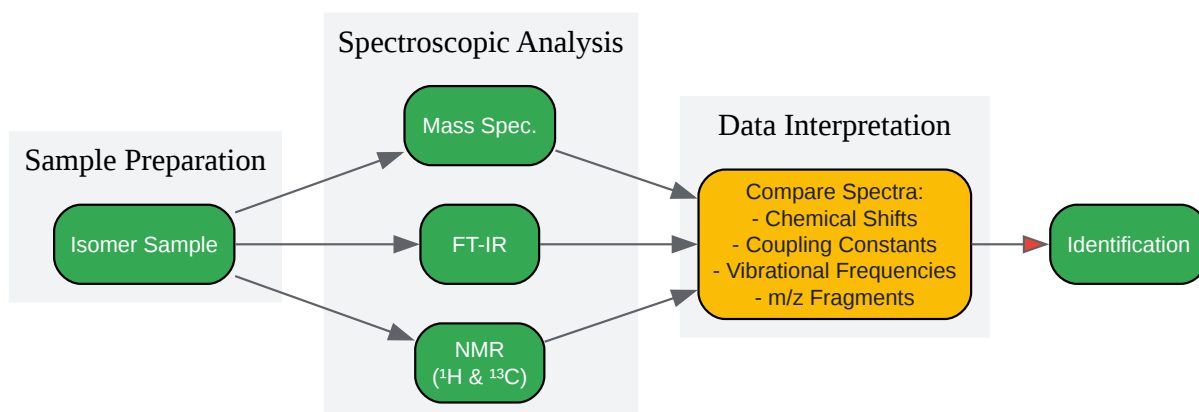 Sample Preparation
Isomer Sample
Spectroscopic Analysis
Mass Spec.
FT-IR
NMR
(¹H & ¹³C)
Data Interpretation
Compare Spectra:
- Chemical Shifts
- Coupling Constants
- Vibrational Frequencies
- m/z Fragments
Identification